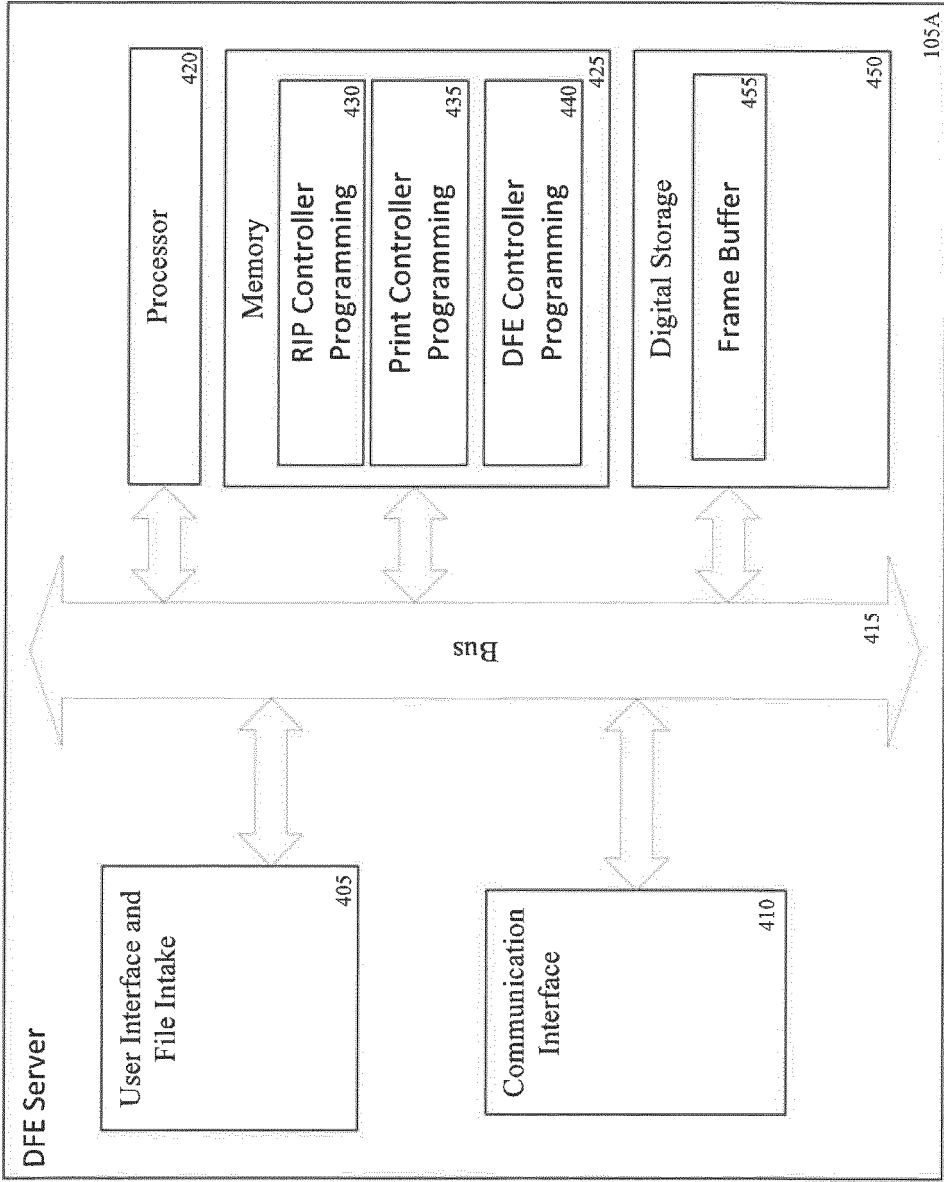 DFE Server
User Interface and
File Intake
405
Communication
Interface
410
Bus
415
Processor
420
Memory
RIP Controller
Programming
430
Print Controller
Programming
435
DFE Controller
Programming
440
425
Digital Storage
Frame Buffer
455
450
105A